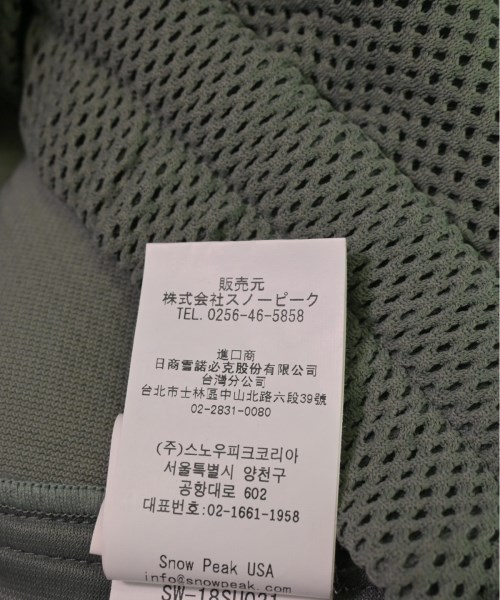 販売元
株式会社スノーピーク
TEL.0256-46-5858
進口商
日商雪諾必克股份有限公司
台灣分公司
台北市士林區中山北路六段39號
02-2831-0080
(주)스노우피크코리아
서울특별시 양천구
공항대로 602
대표번호:02-1661-1958
Snow Peak USA
info@snowpeak.com
SW-18SU021